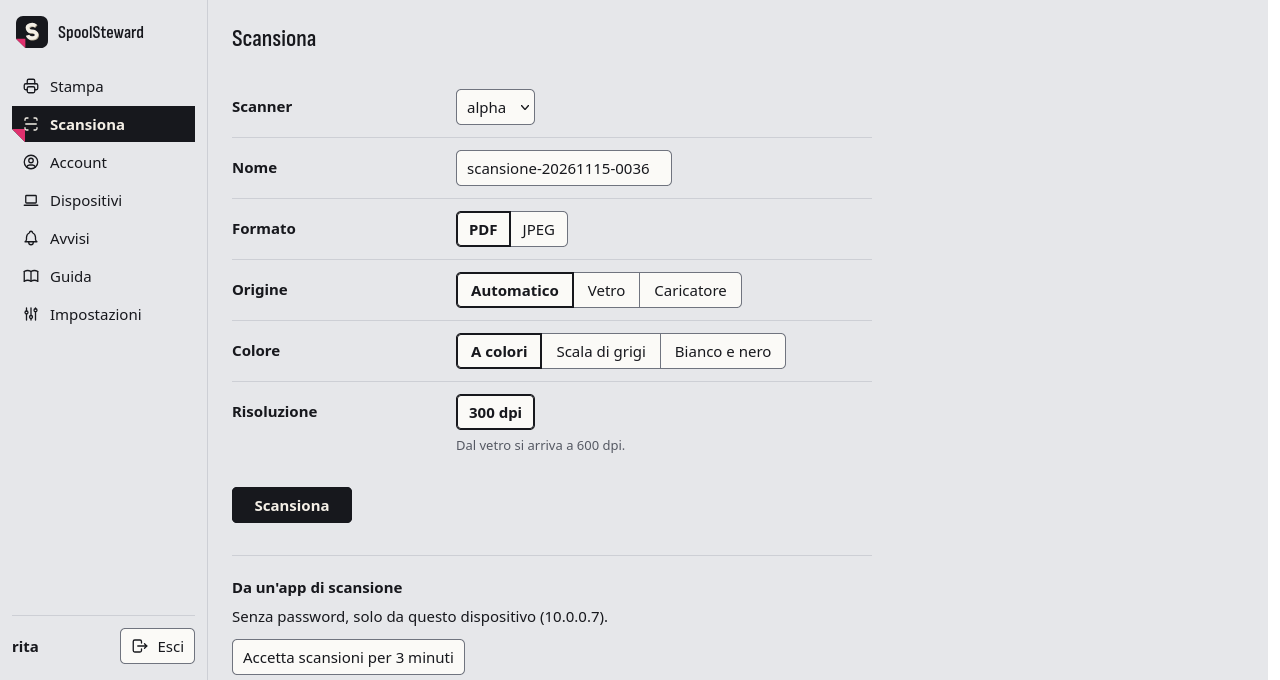 SpoolSteward
Stampa
Scansiona
Account
Dispositivi
Avvisi
Guida
Impostazioni
rita
Esci
Scansiona
Scanner
alpha
Nome
scansione-20261115-0036
Formato
PDF JPEG
Origine
Automatico Vetro Caricatore
Colore
A colori Scala di grigi Bianco e nero
Risoluzione
300 dpi
Dal vetro si arriva a 600 dpi.
Scansiona
Da un'app di scansione
Senza password, solo da questo dispositivo (10.0.0.7).
Accetta scansioni per 3 minuti